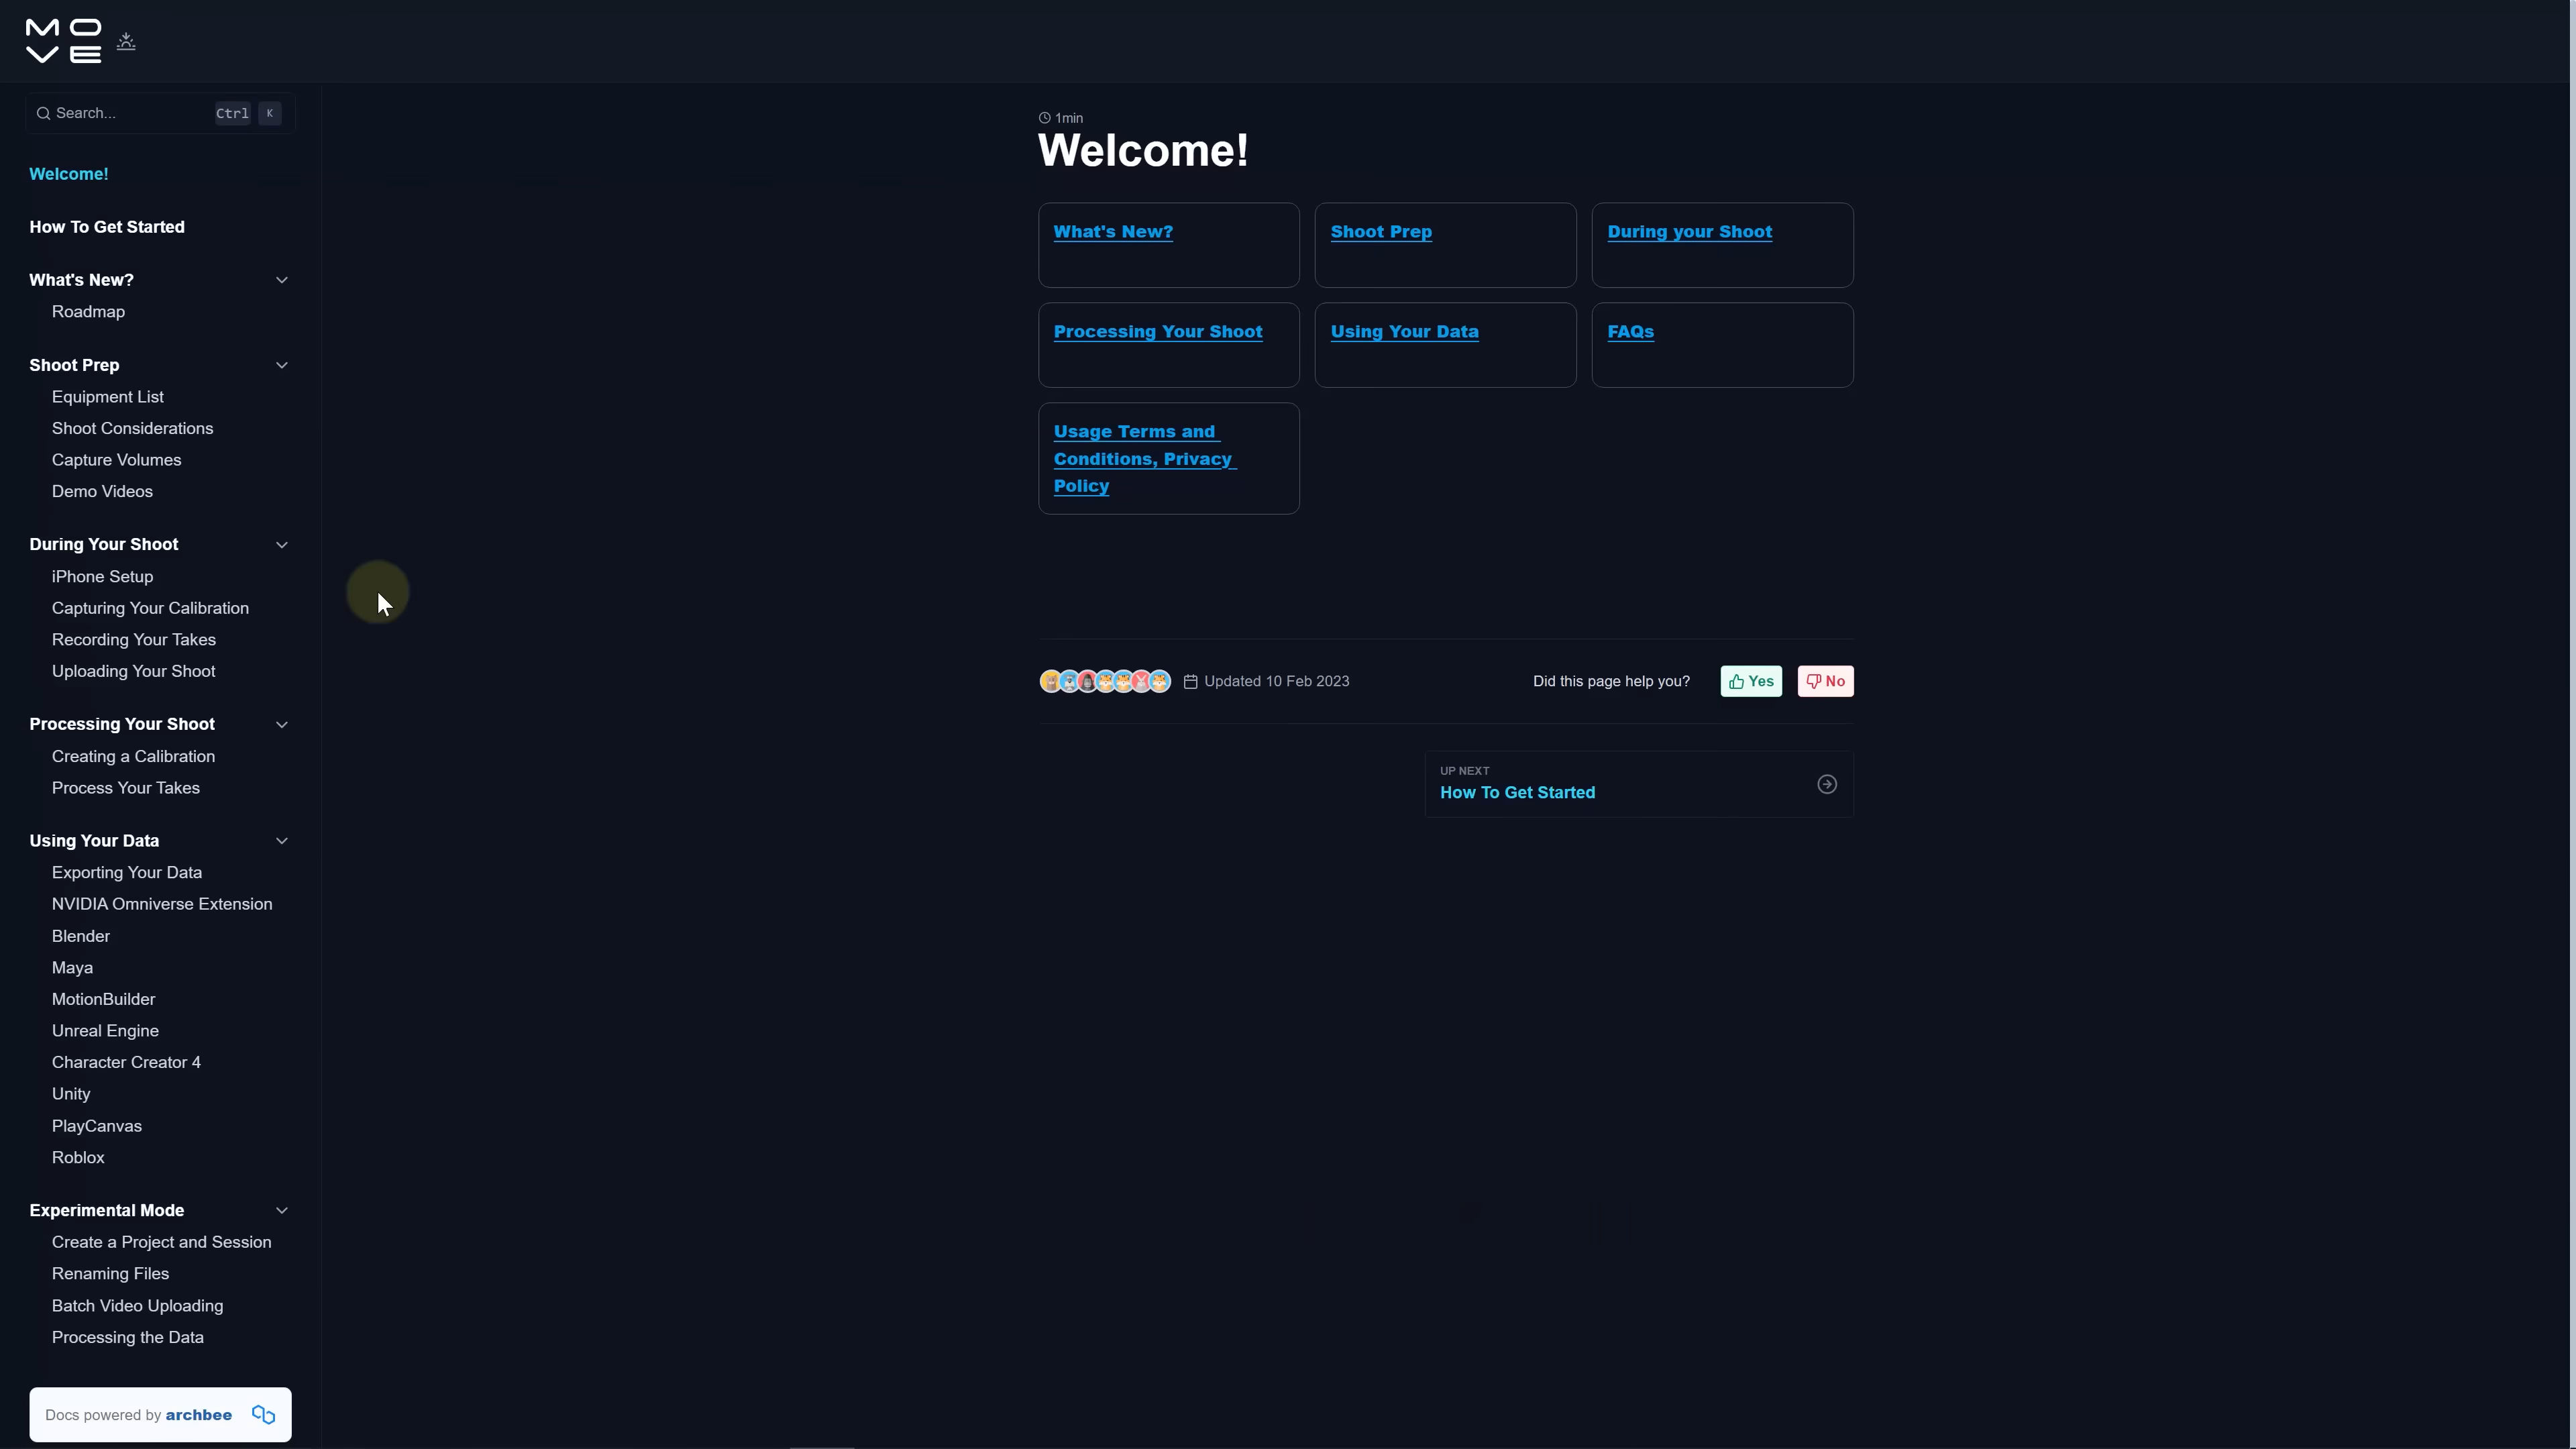 MOVE
Search...
Ctrl K
Welcome!
How To Get Started
What's New?
Roadmap
Shoot Prep
Equipment List
Shoot Considerations
Capture Volumes
Demo Videos
During Your Shoot
iPhone Setup
Capturing Your Calibration
Recording Your Takes
Uploading Your Shoot
Processing Your Shoot
Creating a Calibration
Process Your Takes
Using Your Data
Exporting Your Data
NVIDIA Omniverse Extension
Blender
Maya
MotionBuilder
Unreal Engine
Character Creator 4
Unity
PlayCanvas
Roblox
Experimental Mode
Create a Project and Session
Renaming Files
Batch Video Uploading
Processing the Data
Docs powered by archbee
1min
Welcome!
What's New?
Shoot Prep
During your Shoot
Processing Your Shoot
Using Your Data
FAQs
Usage Terms and
Conditions, Privacy
Policy
Updated 10 Feb 2023
Did this page help you?
Yes
No
UP NEXT
How To Get Started